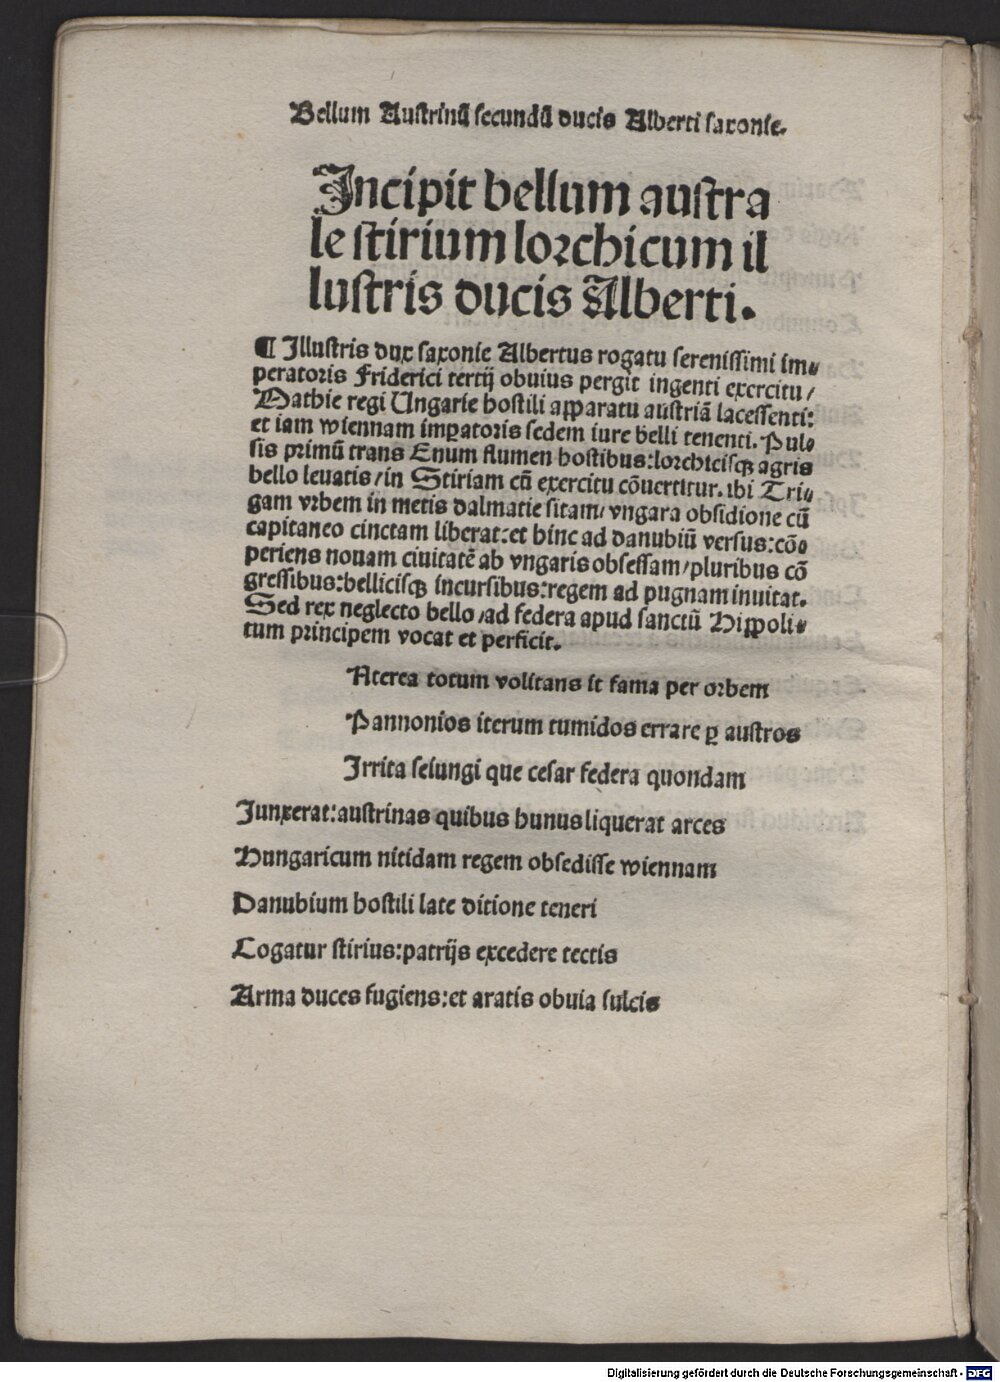 Bellum Austrinū secundū ducis Alberti saxonie.
Incipit bellum austra
le stirium lorchicum il
lustris ducis Alberti.
¶ Illustris dux saxonie Albertus rogatu serenissimi im⸗
peratoris Friderici tertij obuius pergit ingenti exercitu /
Mathie regi Ungarie hostili apparatu austriā lacessenti:
et iam wiennam imꝑatoris sedem iure belli tenenti. Pul⸗
sis primū trans Enum flumen hostibus: lorchicisqꝫ agris
bello leuatis / in Stiriam cū exercitu cōuertitur. ibi Tri⸗
gam vrbem in metis dalmatie sitam / vngara obsidione cū
capitaneo cinctam liberat: et hinc ad danubiū versus: cō⸗
periens nouam ciuitatē ab vngaris obsessam / pluribus cō
gressibus: bellicisqꝫ incursibus: regem ad pugnam inuitat.
Sed rex neglecto bello / ad federa apud sanctū Hippoli⸗
tum principem vocat et perficit.
Nterea totum volitans it fama per orbem
Pannonios iterum tumidos errare ꝑ austros
Irrita seiungi que cesar federa quondam
Junxerat: austrinas quibus hunus liquerat arces
Hungaricum nitidam regem obsedisse wiennam
Danubium hostili late ditione teneri
Cogatur stirius: patrijs excedere tectis
Arma duces fugiens: et aratis obuia sulcis
Digitalisierung gefördert durch die Deutsche Forschungsgemeinschaft - DFG